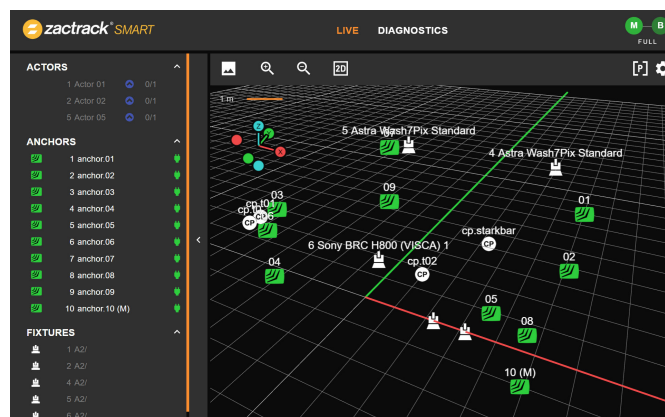 zactrack SMART
LIVE
DIAGNOSTICS
M
B
FULL
ACTORS
1 Actor 01
0/1
2 Actor 02
0/1
5 Actor 05
0/1
ANCHORS
1 anchor.01
2 anchor.02
3 anchor.03
4 anchor.04
5 anchor.05
6 anchor.06
7 anchor.07
8 anchor.08
9 anchor.09
10 anchor.10 (M)
FIXTURES
1 A2/
2 A2/
4 A2/
5 A2/
6 A2/
2D
[P]
1 m
Z
X
5 Astra Wash7Pix Standard
07
4 Astra Wash7Pix Standard
09
03
cp.t01
CP
CP
01
cp.starkbar
CP
6 Sony BRC H800 (VISCA) 1
cp.t02
CP
04
02
05
08
10 (M)